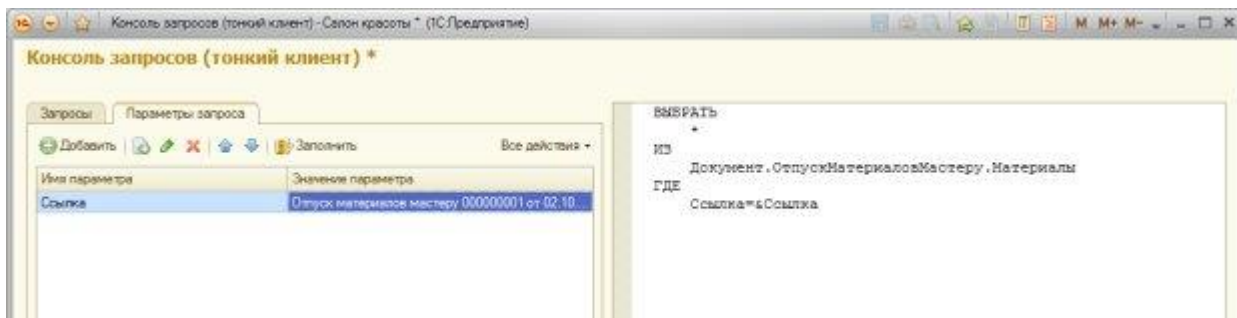 Консоль запросов (тонкий клиент) - Салон красоты * (1С:Предприятие)
M M+ M-
Консоль запросов (тонкий клиент) *
Запросы Параметры запроса
Добавить Заполнить Все действия
Имя параметра Значение параметра
Ссылка Отпуск материалов мастеру 000000001 от 02.10....
ВЫБРАТЬ
*
ИЗ
Документ.ОтпускМатериаловМастеру.Материалы
ГДЕ
Ссылка=&Ссылка